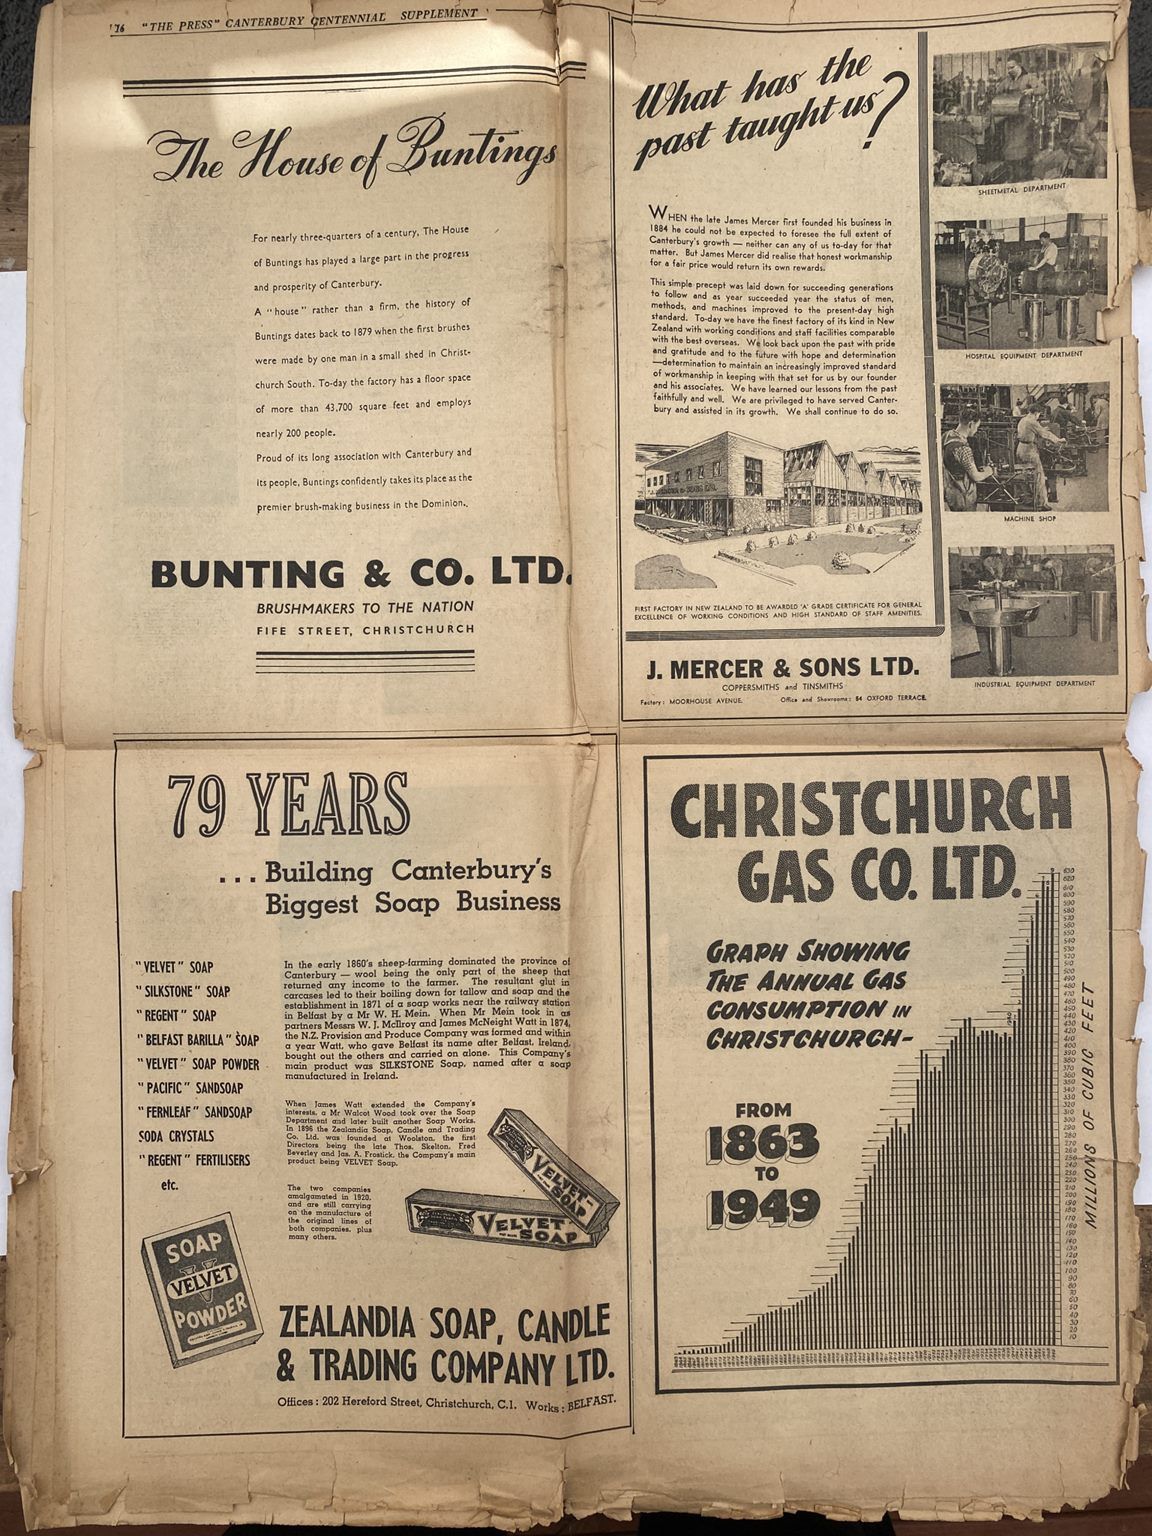 16 "THE PRESS" CANTERBURY CENTENNIAL SUPPLEMENT
The House of Buntings
For nearly three-quarters of a century, The House
of Buntings has played a large part in the progress
and prosperity of Canterbury.
A "house" rather than a firm, the history of
Buntings dates back to 1879 when the first brushes
were made by one man in a small shed in Christ-
church South. To-day the factory has a floor space
of more than 43,700 square feet and employs
nearly 200 people.
Proud of its long association with Canterbury and
its people, Buntings confidently takes its place as the
premier brush-making business in the Dominion.
BUNTING & CO. LTD.
BRUSHMAKERS TO THE NATION
FIFE STREET, CHRISTCHURCH
What has the
past taught us?
WHEN the late James Mercer first founded his business in
1884 he could not be expected to foresee the full extent of
Canterbury's growth — neither can any of us to-day for that
matter. But James Mercer did realise that honest workmanship
for a fair price would return its own rewards.
This simple precept was laid down for succeeding generations
to follow and as year succeeded year the status of men,
methods, and machines improved to the present-day high
standard. To-day we have the finest factory of its kind in New
Zealand with working conditions and staff facilities comparable
with the best overseas. We look back upon the past with pride
and gratitude and to the future with hope and determination
—determination to maintain an increasingly improved standard
of workmanship in keeping with that set for us by our founder
and his associates. We have learned our lessons from the past
faithfully and well. We are privileged to have served Canter-
bury and assisted in its growth. We shall continue to do so.
FIRST FACTORY IN NEW ZEALAND TO BE AWARDED 'A' GRADE CERTIFICATE FOR GENERAL
EXCELLENCE OF WORKING CONDITIONS AND HIGH STANDARD OF STAFF AMENITIES.
J. MERCER & SONS LTD.
COPPERSMITHS and TINSMITHS
Factory: MOORHOUSE AVENUE. Office and Showrooms: 84 OXFORD TERRACE.
SHEETMETAL DEPARTMENT
HOSPITAL EQUIPMENT DEPARTMENT
MACHINE SHOP
INDUSTRIAL EQUIPMENT DEPARTMENT
79 YEARS
... Building Canterbury's
Biggest Soap Business
"VELVET" SOAP
"SILKSTONE" SOAP
"REGENT" SOAP
"BELFAST BARILLA" SOAP
"VELVET" SOAP POWDER
"PACIFIC" SANDSOAP
"FERNLEAF" SANDSOAP
SODA CRYSTALS
"REGENT" FERTILISERS
etc.
In the early 1860's sheep-farming dominated the province of
Canterbury — wool being the only part of the sheep that
returned any income to the farmer. The resultant glut in
carcases led to their boiling down for tallow and soap and the
establishment in 1871 of a soap works near the railway station
in Belfast by a Mr W. H. Mein. When Mr Mein took in as
partners Messrs W. J. McIlroy and James McNeight Watt in 1874,
the N.Z. Provision and Produce Company was formed and within
a year Watt, who gave Belfast its name after Belfast, Ireland,
bought out the others and carried on alone. This Company's
main product was SILKSTONE Soap, named after a soap
manufactured in Ireland.
When James Watt extended the Company's
interests, a Mr Walcot Wood took over the Soap
Department and later built another Soap Works.
In 1896 the Zealandia Soap, Candle and Trading
Co. Ltd. was founded at Woolston, the first
Directors being the late Thos. Skelton, Fred
Beverley and Jas. A. Frostick, the Company's main
product being VELVET Soap.
The two companies
amalgamated in 1920,
and are still carrying
on the manufacture of
the original lines of
both companies, plus
many others.
VELVET
SOAP
VELVET
SOAP
SOAP
VELVET
POWDER
ZEALANDIA SOAP, CANDLE
& TRADING COMPANY LTD.
Offices: 202 Hereford Street, Christchurch, C.1. Works: BELFAST.
CHRISTCHURCH
GAS CO. LTD.
GRAPH SHOWING
THE ANNUAL GAS
CONSUMPTION IN
CHRISTCHURCH-
FROM
1863
TO
1949
MILLIONS OF CUBIC FEET